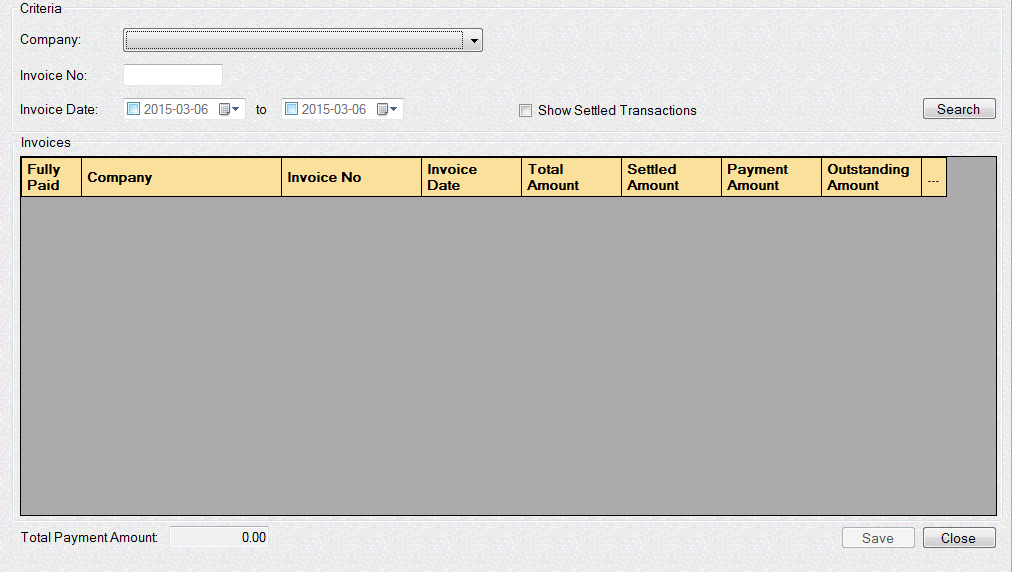 Criteria
Company:
Invoice No:
Invoice Date: 2015-03-06 to 2015-03-06 Show Settled Transactions Search
Invoices
Fully Paid Company Invoice No Invoice Date Total Amount Settled Amount Payment Amount Outstanding Amount ...
Total Payment Amount: 0.00 Save Close